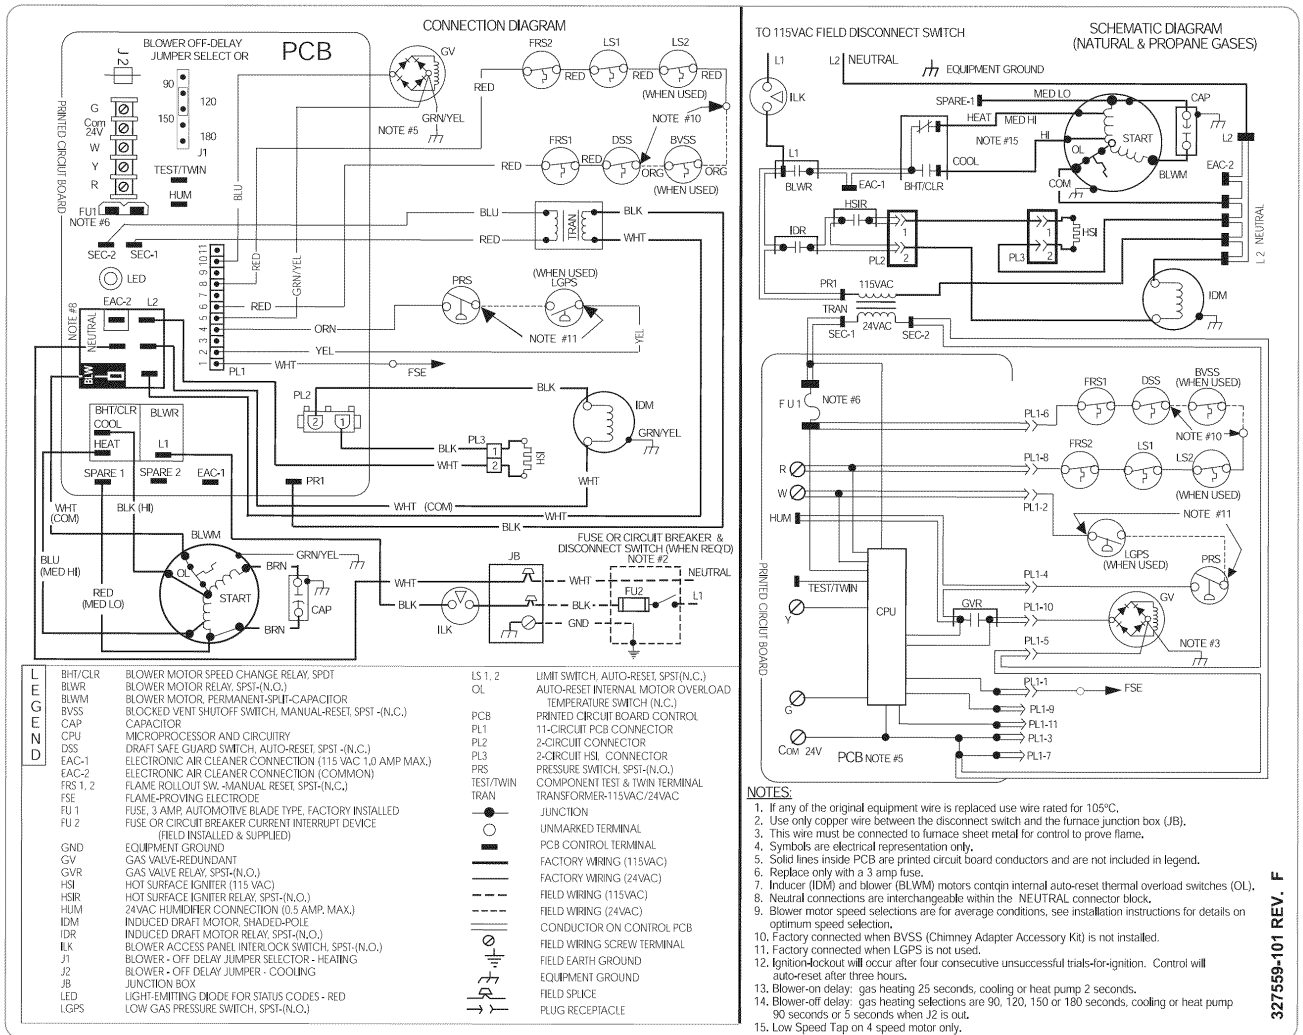 CONNECTION DIAGRAM
BLOWER OFF-DELAY
JUMPER SELECT OR
PCB
J2
90
120
150
180
J1
G
Com
24V
W
Y
R
TEST/TWIN
HUM
FU1
NOTE #6
PRINTED CIRCIUT BOARD
SEC-2
SEC-1
LED
NOTE #8
EAC-2
L2
NEUTRAL
BLW
BHT/CLR
COOL
HEAT
BLWR
L1
SPARE 1
SPARE 2
EAC-1
PR1
11
10
9
8
7
6
5
4
3
2
1
PL1
BLU
RED
GRN/YEL
GV
GRN/YEL
NOTE #5
FRS2
LS1
LS2
RED
RED
RED
RED
(WHEN USED)
NOTE #10
FRS1
DSS
BVSS
RED
RED
ORG
ORG
(WHEN USED)
BLU
RED
TRAN
BLK
WHT
RED
ORN
YEL
WHT
FSE
PRS
(WHEN USED)
LGPS
NOTE #11
YEL
PL2
2
1
BLK
IDM
GRN/YEL
BLK
WHT
PL3
1
2
HSI
WHT
WHT (COM)
WHT
BLK
WHT
(COM)
BLK (HI)
BLU
(MED HI)
RED
(MED LO)
BLWM
OL
START
GRN/YEL
BRN
BRN
CAP
FUSE OR CIRCUIT BREAKER &
DISCONNECT SWITCH (WHEN REQ'D)
NOTE #2
JB
WHT
WHT
NEUTRAL
BLK
BLK
FU2
L1
ILK
GND
LEGEND
BHT/CLR BLOWER MOTOR SPEED CHANGE RELAY, SPDT
BLWR BLOWER MOTOR RELAY, SPST-(N.O.)
BLWM BLOWER MOTOR, PERMANENT-SPLIT-CAPACITOR
BVSS BLOCKED VENT SHUTOFF SWITCH, MANUAL-RESET, SPST -(N.C.)
CAP CAPACITOR
CPU MICROPROCESSOR AND CIRCUITRY
DSS DRAFT SAFE GUARD SWITCH, AUTO-RESET, SPST -(N.C.)
EAC-1 ELECTRONIC AIR CLEANER CONNECTION (115 VAC 1.0 AMP MAX.)
EAC-2 ELECTRONIC AIR CLEANER CONNECTION (COMMON)
FRS 1, 2 FLAME ROLLOUT SW. -MANUAL RESET, SPST-(N.C.)
FSE FLAME-PROVING ELECTRODE
FU 1 FUSE, 3 AMP, AUTOMOTIVE BLADE TYPE, FACTORY INSTALLED
FU 2 FUSE OR CIRCUIT BREAKER CURRENT INTERRUPT DEVICE
(FIELD INSTALLED & SUPPLIED)
GND EQUIPMENT GROUND
GV GAS VALVE-REDUNDANT
GVR GAS VALVE RELAY, SPST-(N.O.)
HSI HOT SURFACE IGNITER (115 VAC)
HSIR HOT SURFACE IGNITER RELAY, SPST-(N.O.)
HUM 24VAC HUMIDIFIER CONNECTION (0.5 AMP. MAX.)
IDM INDUCED DRAFT MOTOR, SHADED-POLE
IDR INDUCED DRAFT MOTOR RELAY, SPST-(N.O.)
ILK BLOWER ACCESS PANEL INTERLOCK SWITCH, SPST-(N.O.)
J1 BLOWER - OFF DELAY JUMPER SELECTOR - HEATING
J2 BLOWER - OFF DELAY JUMPER - COOLING
JB JUNCTION BOX
LED LIGHT-EMITTING DIODE FOR STATUS CODES - RED
LGPS LOW GAS PRESSURE SWITCH, SPST-(N.O.)
LS 1, 2 LIMIT SWITCH, AUTO-RESET, SPST(N.C.)
OL AUTO-RESET INTERNAL MOTOR OVERLOAD
TEMPERATURE SWITCH (N.C.)
PCB PRINTED CIRCUIT BOARD CONTROL
PL1 11-CIRCUIT PCB CONNECTOR
PL2 2-CIRCUIT CONNECTOR
PL3 2-CIRCUIT HSI, CONNECTOR
PRS PRESSURE SWITCH, SPST-(N.O.)
TEST/TWIN COMPONENT TEST & TWIN TERMINAL
TRAN TRANSFORMER-115VAC/24VAC
JUNCTION
UNMARKED TERMINAL
PCB CONTROL TERMINAL
FACTORY WIRING (115VAC)
FACTORY WIRING (24VAC)
FIELD WIRING (115VAC)
FIELD WIRING (24VAC)
CONDUCTOR ON CONTROL PCB
FIELD WIRING SCREW TERMINAL
FIELD EARTH GROUND
EQUIPMENT GROUND
FIELD SPLICE
PLUG RECEPTACLE
TO 115VAC FIELD DISCONNECT SWITCH
SCHEMATIC DIAGRAM
(NATURAL & PROPANE GASES)
L1
L2 NEUTRAL
EQUIPMENT GROUND
ILK
SPARE-1
MED LO
HEAT
MED HI
NOTE #15
HI
CAP
START
OL
COM
BLWM
L2
EAC-2
L1
BLWR
EAC-1
BHT/CLR
COOL
HSIR
IDR
1
2
PL2
1
2
PL3
HSI
L2 NEUTRAL
PR1
115VAC
TRAN
24VAC
SEC-1
SEC-2
IDM
FU1
NOTE #6
PL1-6
FRS1
DSS
BVSS
(WHEN USED)
NOTE #10
R
PL1-8
FRS2
LS1
LS2
(WHEN USED)
W
PL1-2
NOTE #11
HUM
LGPS
(WHEN USED)
PRS
TEST/TWIN
PL1-4
CPU
GVR
PL1-10
GV
Y
PL1-5
NOTE #3
PL1-1
FSE
G
PL1-9
PL1-11
PL1-3
PL1-7
COM 24V
PCB NOTE #5
PRINTED CIRCIUT BOARD
NOTES:
1. If any of the original equipment wire is replaced use wire rated for 105°C.
2. Use only copper wire between the disconnect switch and the furnace junction box (JB).
3. This wire must be connected to furnace sheet metal for control to prove flame.
4. Symbols are electrical representation only.
5. Solid lines inside PCB are printed circuit board conductors and are not included in legend.
6. Replace only with a 3 amp fuse.
7. Inducer (IDM) and blower (BLWM) motors contqin internal auto-reset thermal overload switches (OL).
8. Neutral connections are interchangeable within the NEUTRAL connector block.
9. Blower motor speed selections are for average conditions, see installation instructions for details on
optimum speed selection.
10. Factory connected when BVSS (Chimney Adapter Accessory Kit) is not installed.
11. Factory connected when LGPS is not used.
12. Ignition-lockout will occur after four consecutive unsuccessful trials-for-ignition. Control will
auto-reset after three hours.
13. Blower-on delay: gas heating 25 seconds, cooling or heat pump 2 seconds.
14. Blower-off delay: gas heating selections are 90, 120, 150 or 180 seconds, cooling or heat pump
90 seconds or 5 seconds when J2 is out.
15. Low Speed Tap on 4 speed motor only.
327559-101 REV. F